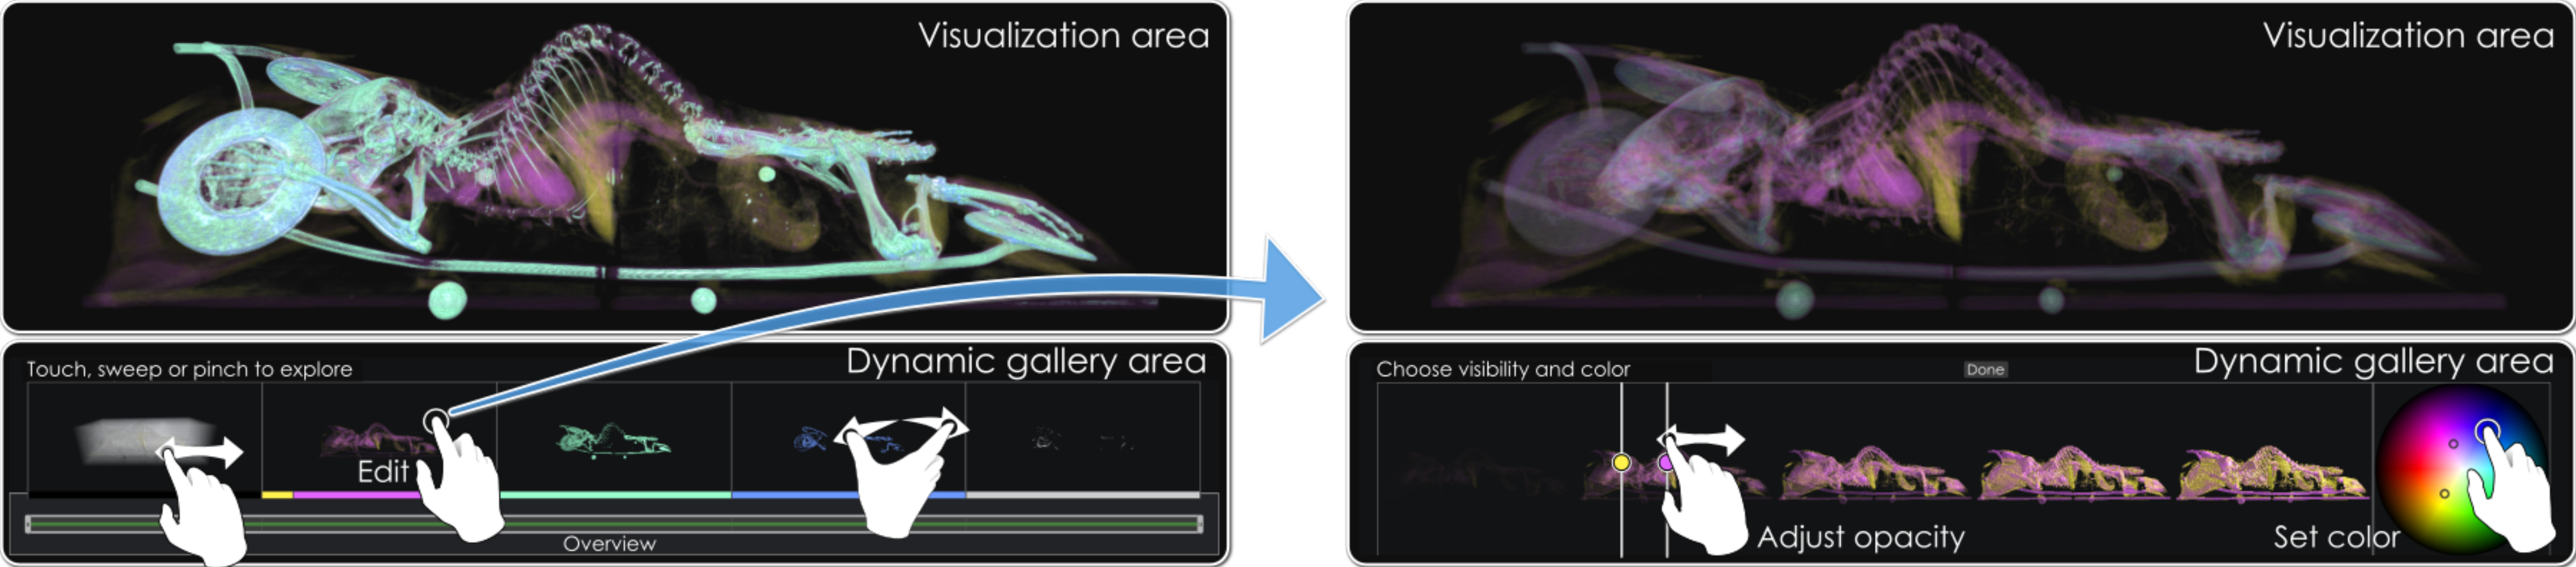 Visualization area
Visualization area
Touch, sweep or pinch to explore
Dynamic gallery area
Edit
Overview
Choose visibility and color
Done
Dynamic gallery area
Adjust opacity
Set color